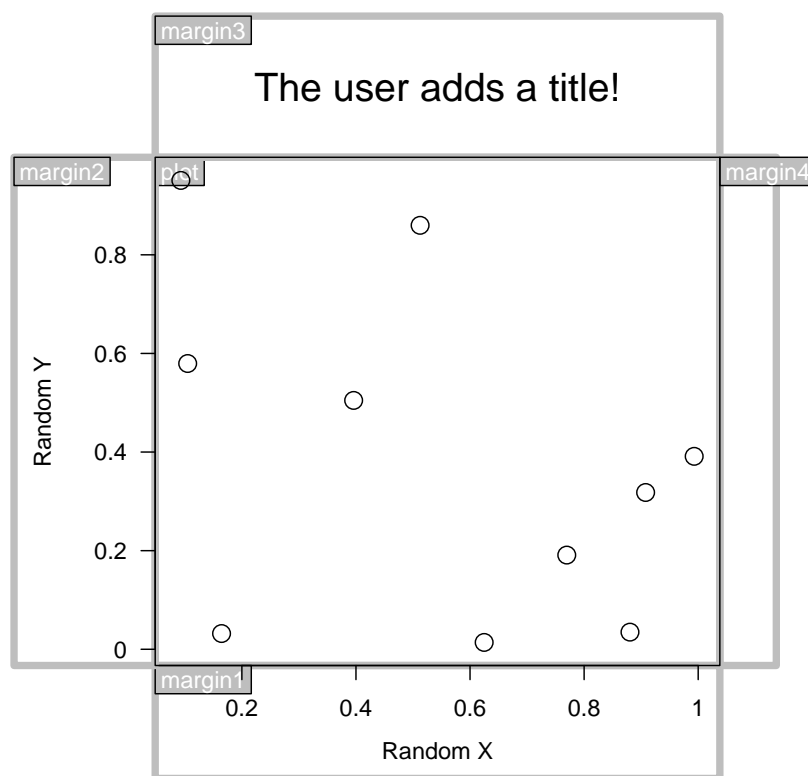 margin3
The user adds a title!
margin2
plot
margin4
0.8
0.6
0.4
0.2
0
Random Y
margin1
0.2 0.4 0.6 0.8 1
Random X